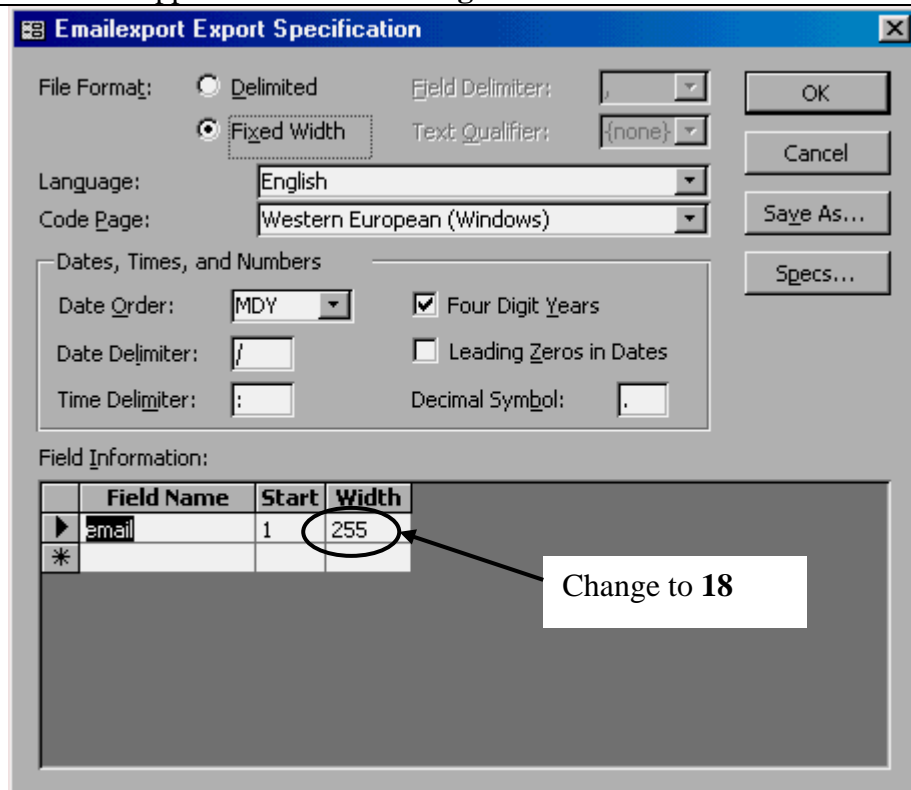 Emailexport Export Specification
File Format: Delimited Field Delimiter: , OK
Fixed Width Text Qualifier: {none} Cancel
Language: English
Code Page: Western European (Windows) Save As...
Dates, Times, and Numbers Specs...
Date Order: MDY Four Digit Years
Date Delimiter: / Leading Zeros in Dates
Time Delimiter: : Decimal Symbol: .
Field Information:
Field Name Start Width
email 1 255
Change to 18